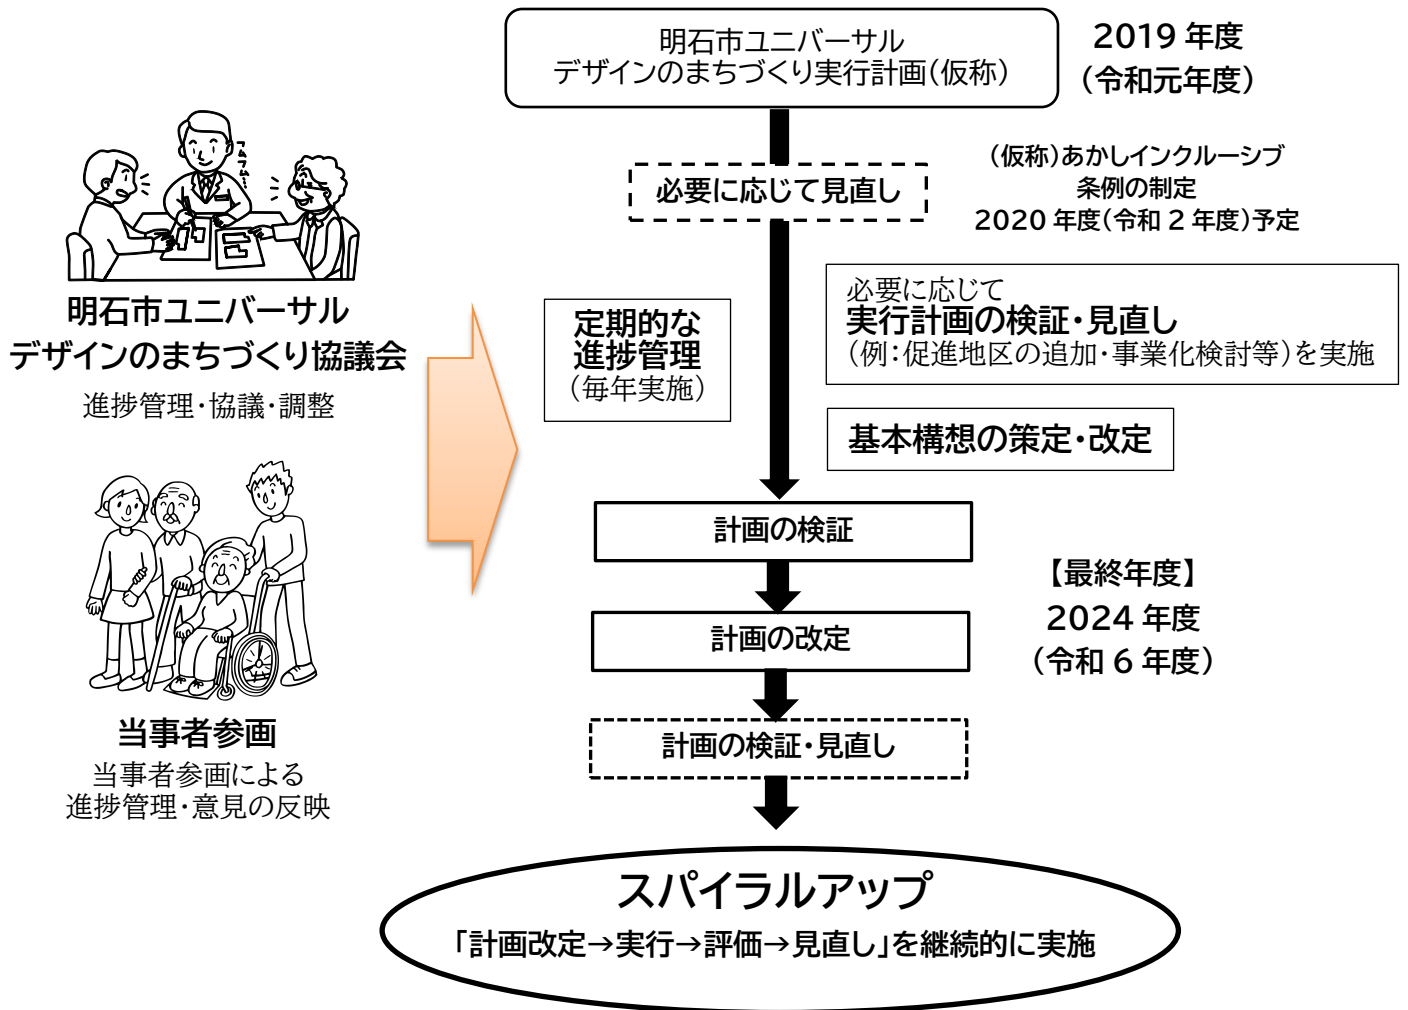 明石市ユニバーサル
デザインのまちづくり実行計画(仮称)
2019 年度
(令和元年度)
必要に応じて見直し
(仮称)あかしインクルーシブ
条例の制定
2020 年度(令和 2 年度)予定
フムフム…
明石市ユニバーサル
デザインのまちづくり協議会
進捗管理・協議・調整
定期的な
進捗管理
(毎年実施)
必要に応じて
実行計画の検証・見直し
(例:促進地区の追加・事業化検討等)を実施
基本構想の策定・改定
計画の検証
計画の改定
【最終年度】
2024 年度
(令和 6 年度)
当事者参画
当事者参画による
進捗管理・意見の反映
計画の検証・見直し
スパイラルアップ
「計画改定→実行→評価→見直し」を継続的に実施